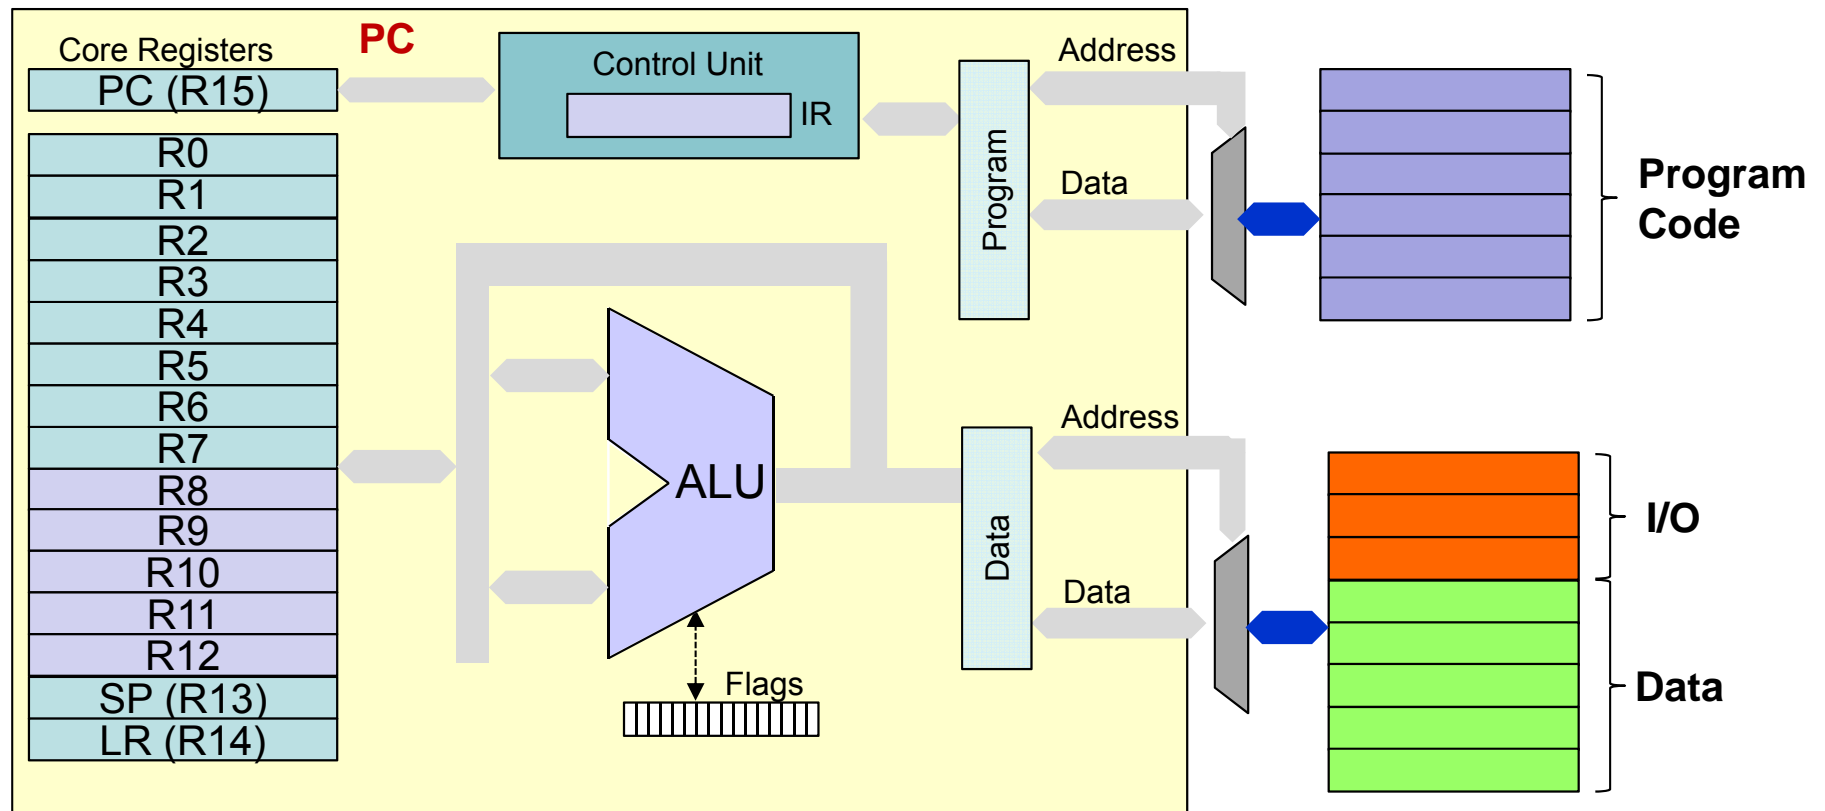 Core Registers
PC
PC (R15)
R0
R1
R2
R3
R4
R5
R6
R7
R8
R9
R10
R11
R12
SP (R13)
LR (R14)
Control Unit
IR
ALU
Flags
Program
Address
Data
Program
Code
Data
Address
Data
I/O
Data